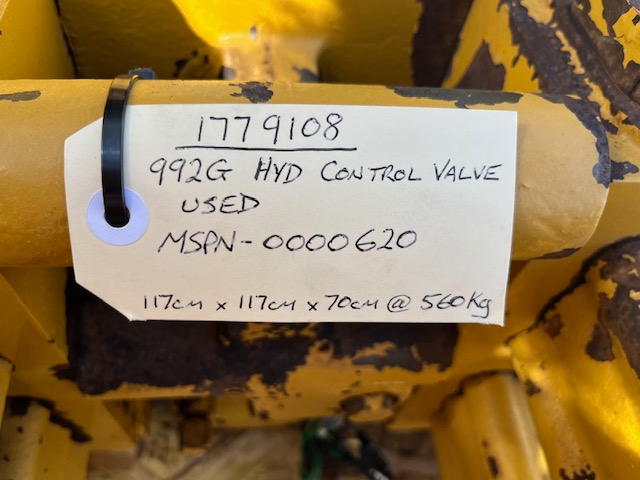 1779108
992G HYD CONTROL VALVE
USED
MSPN-0000620
117cm x 117cm x 70cm @ 560kg